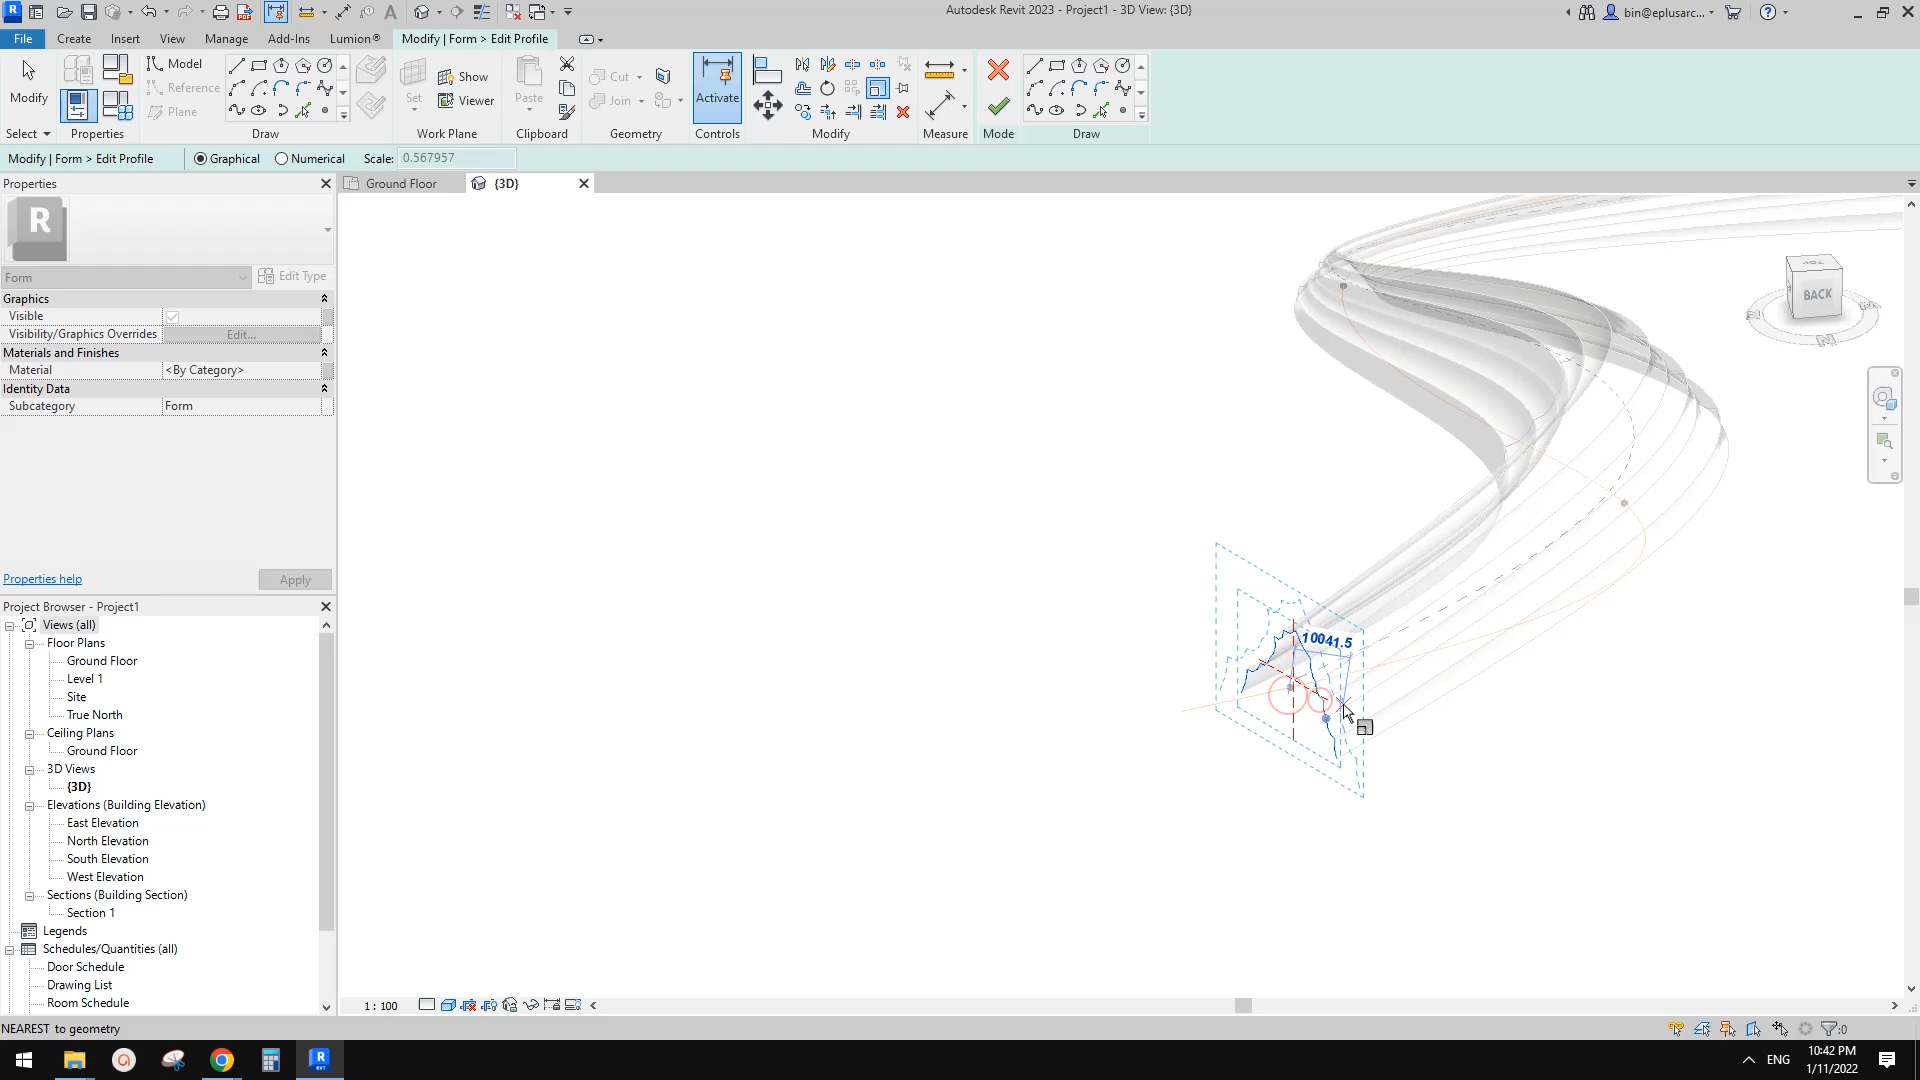 Autodesk Revit 2023 - Project1 - 3D View: {3D}
bin@eplusarc...
File
Create
Insert
View
Manage
Add-Ins
Lumion®
Modify | Form > Edit Profile
Modify
Select
Properties
Model
Reference
Plane
Draw
Set
Show
Viewer
Work Plane
Paste
Clipboard
Cut
Join
Geometry
Activate
Controls
Modify
Measure
Mode
Draw
Modify | Form > Edit Profile
Graphical
Numerical
Scale:
0.567957
Properties
Ground Floor
{3D}
R
Form
Edit Type
Graphics
Visible
Visibility/Graphics Overrides
Edit...
Materials and Finishes
Material
<By Category>
Identity Data
Subcategory
Form
Properties help
Apply
Project Browser - Project1
Views (all)
Floor Plans
Ground Floor
Level 1
Site
True North
Ceiling Plans
Ground Floor
3D Views
{3D}
Elevations (Building Elevation)
East Elevation
North Elevation
South Elevation
West Elevation
Sections (Building Section)
Section 1
Legends
Schedules/Quantities (all)
Door Schedule
Drawing List
Room Schedule
TOP
BACK
N
10041.5
1 : 100
NEAREST to geometry
:0
ENG
10:42 PM
1/11/2022